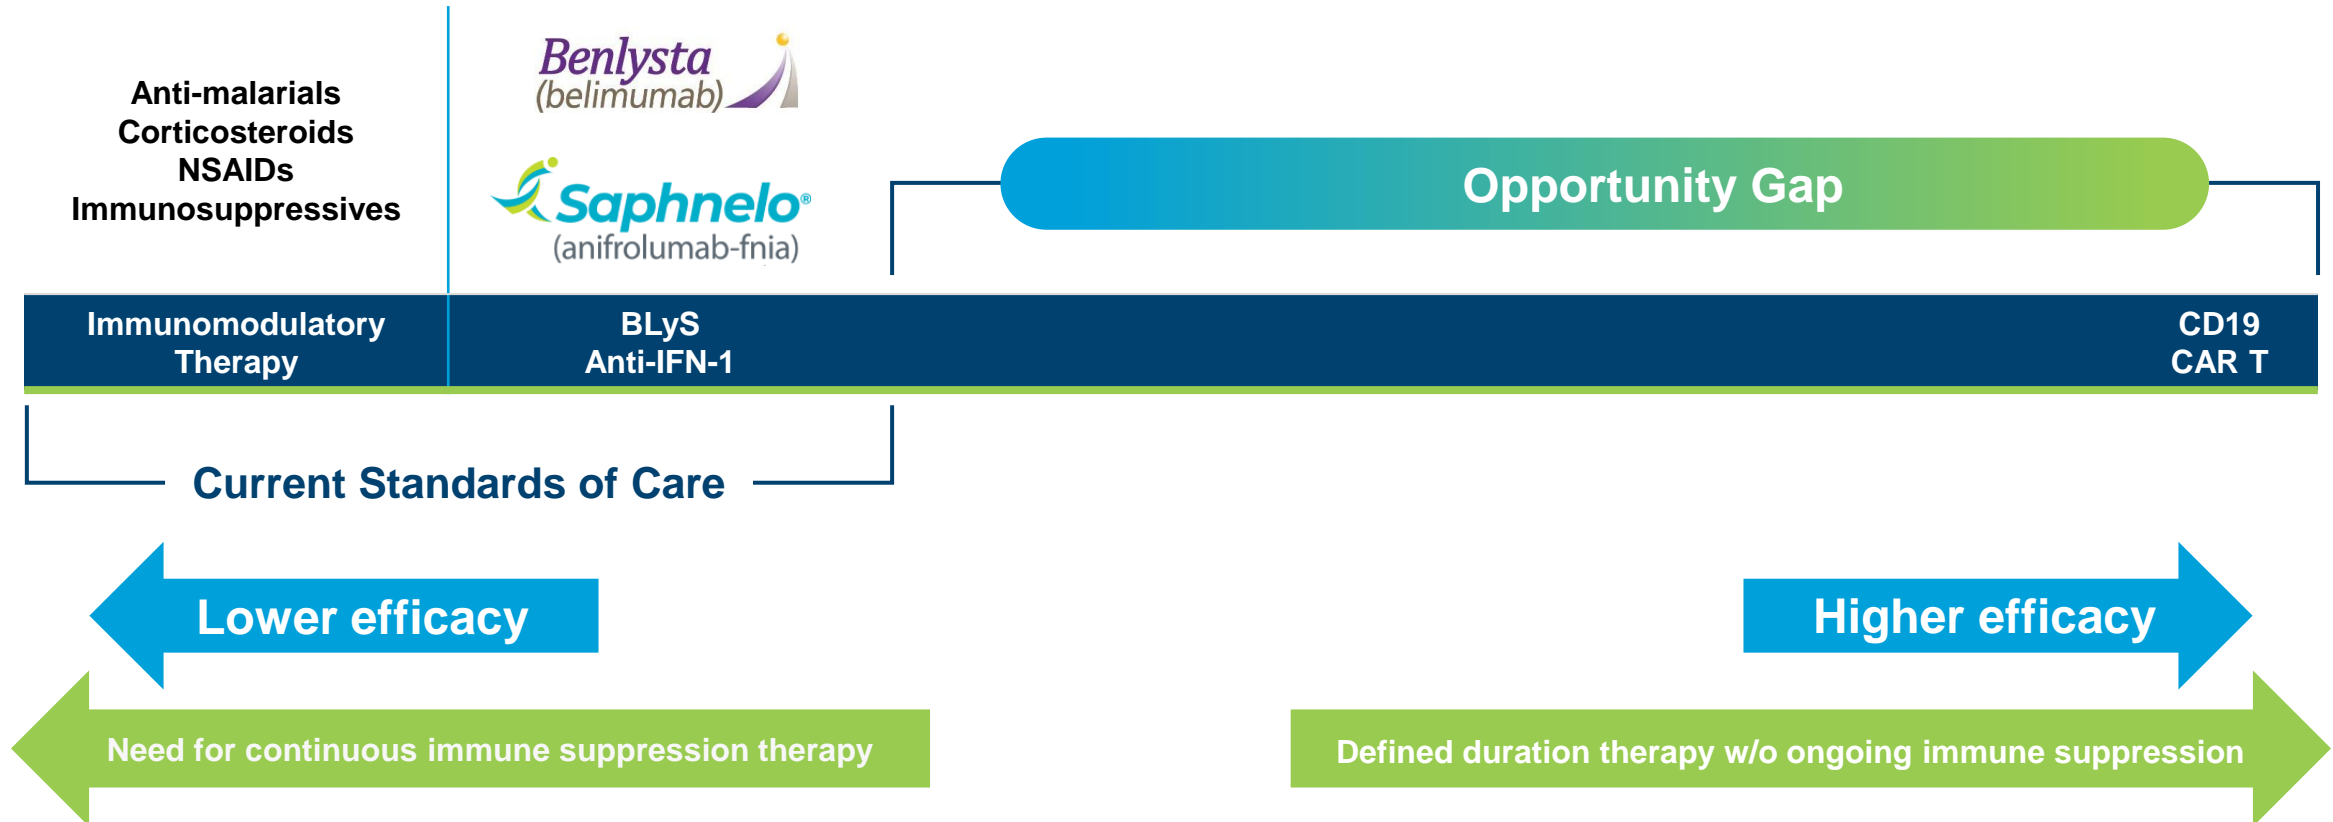 Anti-malarials
Corticosteroids
NSAIDs
Immunosuppressives
Benlysta
(belimumab)
Saphnelo®
(anifrolumab-fnia)
Opportunity Gap
Immunomodulatory
Therapy
BLyS
Anti-IFN-1
CD19
CAR T
Current Standards of Care
Lower efficacy
Higher efficacy
Need for continuous immune suppression therapy
Defined duration therapy w/o ongoing immune suppression